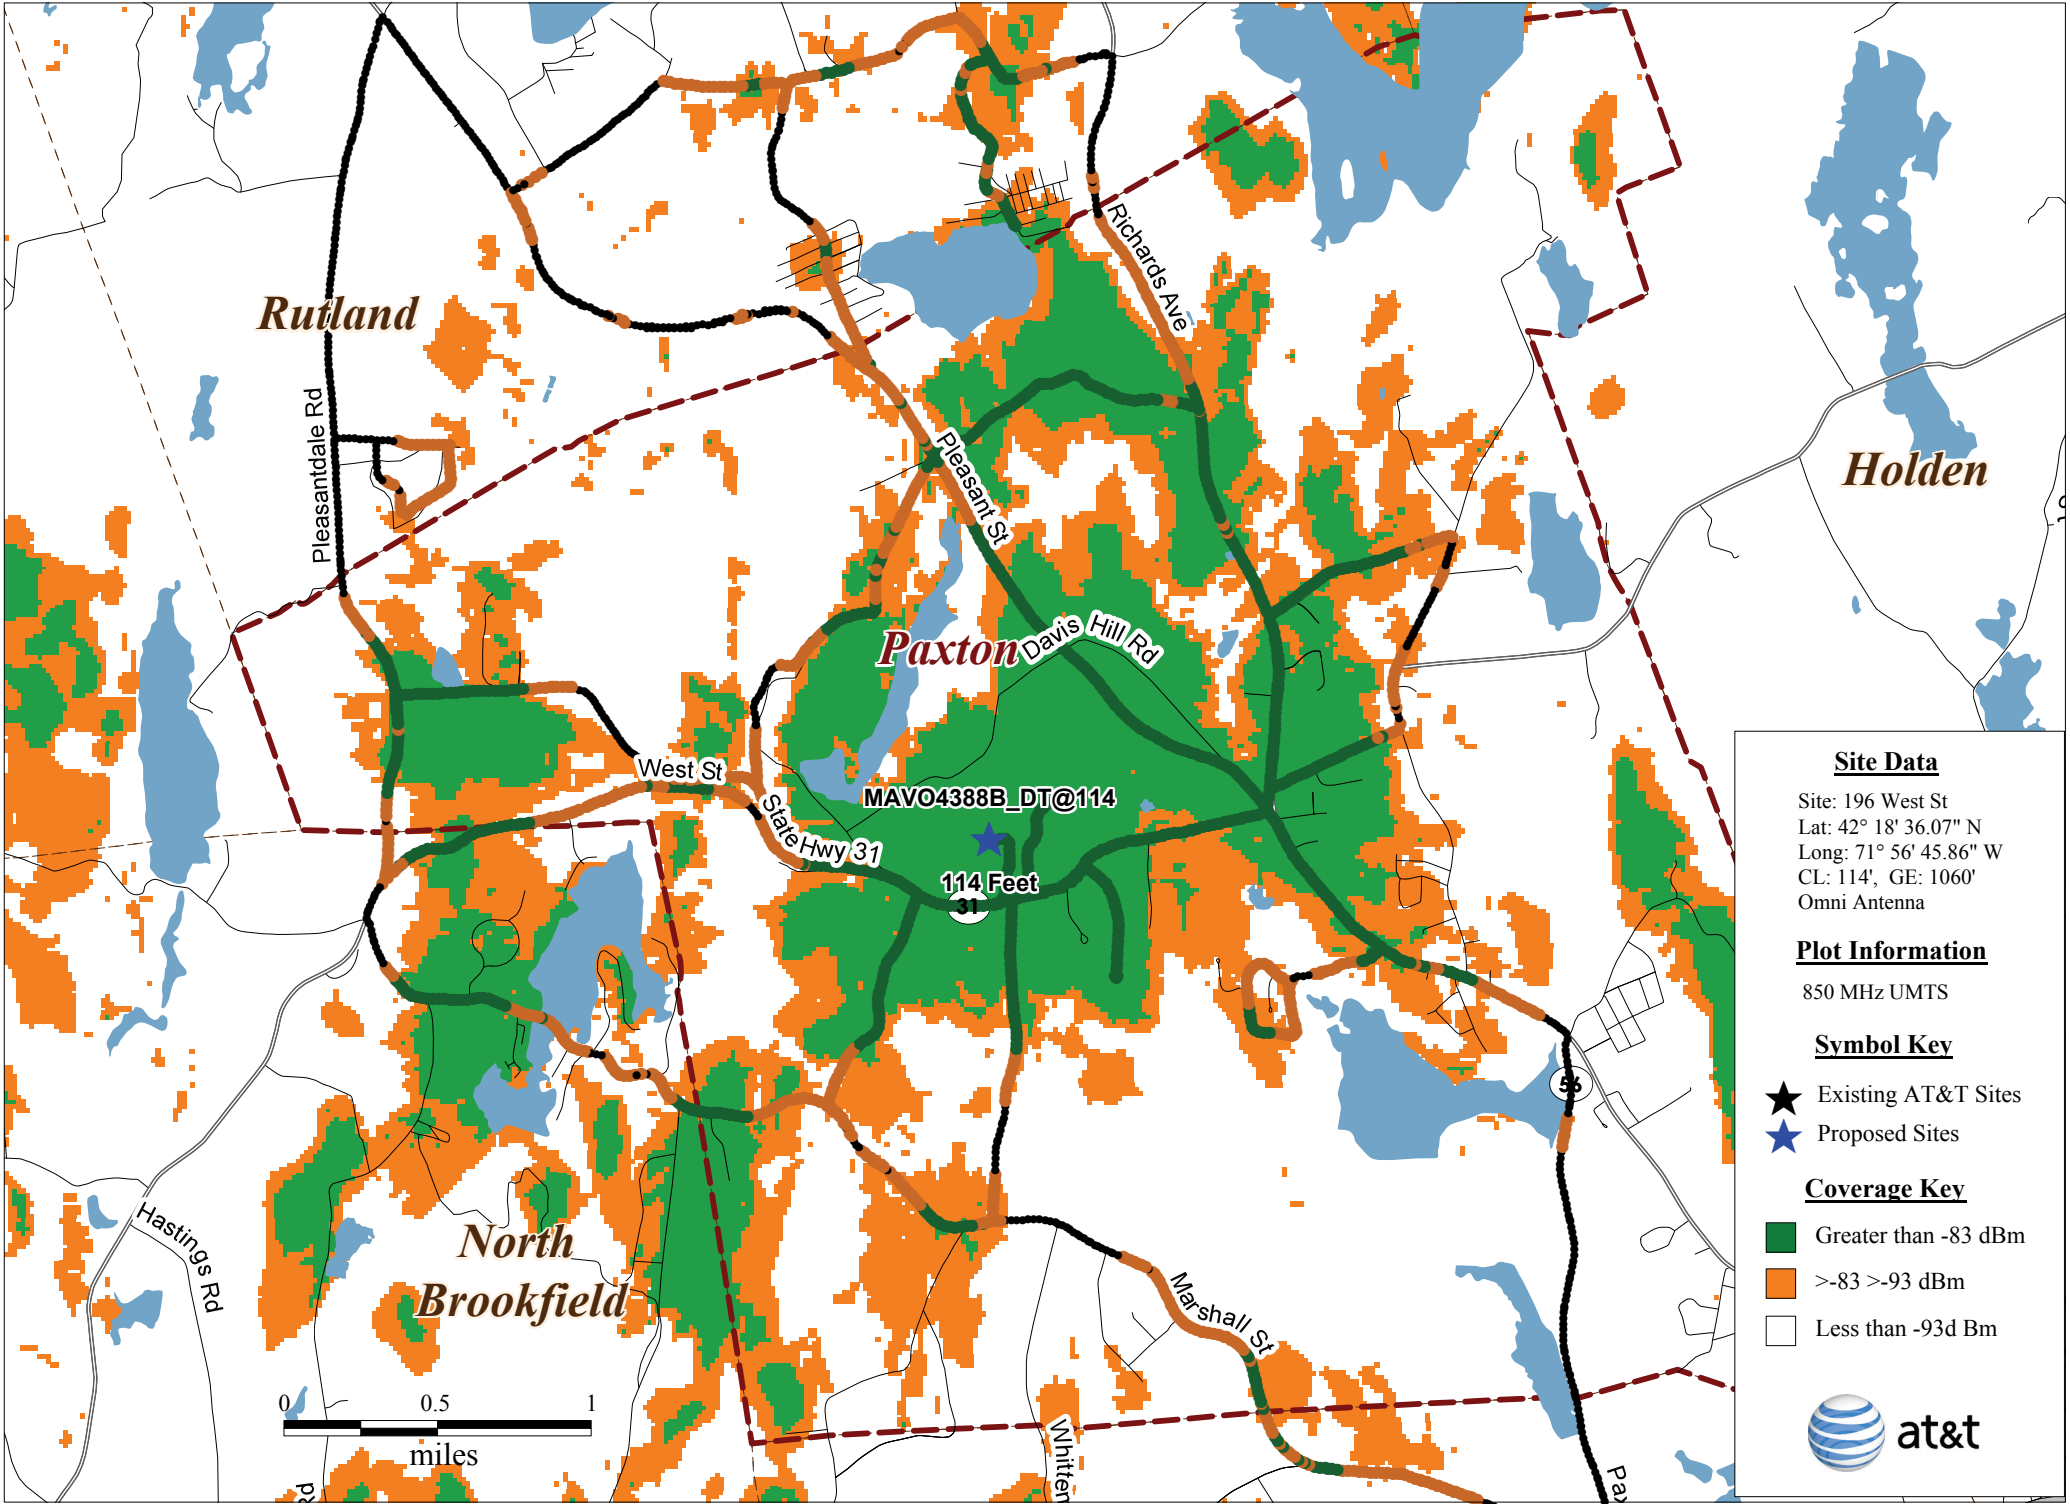 Richards Ave
Rutland
Pleasantdale Rd
Pleasant St
Holden
Paxton
Davis Hill Rd
West St
MAVO4388B_DT@114
State Hwy 31
114 Feet
31
56
Hastings Rd
North
Brookfield
Marshall St
Whitten
Pax
0 0.5 1
miles
Site Data
Site: 196 West St
Lat: 42° 18' 36.07" N
Long: 71° 56' 45.86" W
CL: 114', GE: 1060'
Omni Antenna
Plot Information
850 MHz UMTS
Symbol Key
Existing AT&T Sites
Proposed Sites
Coverage Key
Greater than -83 dBm
>-83 >-93 dBm
Less than -93d Bm
at&t